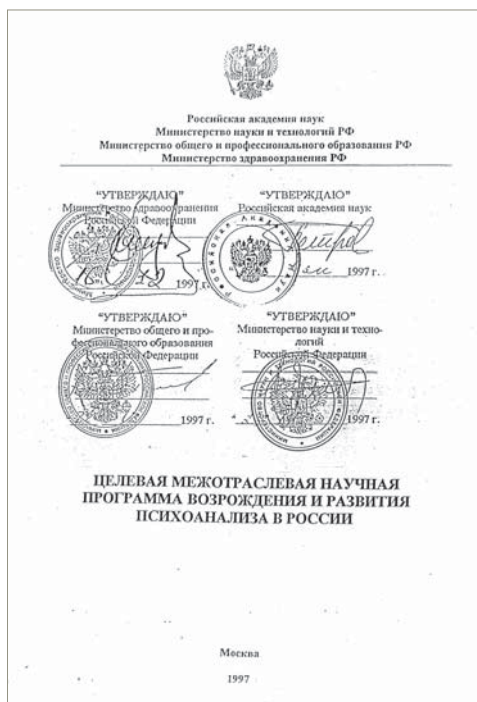 Российская академия наук
Министерство науки и технологий РФ
Министерство общего и профессионального образования РФ
Министерство здравоохранения РФ
"УТВЕРЖДАЮ"
Министерство здравоохранения
Российской Федерации
1997 г.
"УТВЕРЖДАЮ"
Российская академия наук
1997 г.
"УТВЕРЖДАЮ"
Министерство общего и про-
фессионального образования
Российской Федерации
1997 г.
"УТВЕРЖДАЮ"
Министерство науки и техно-
логий
Российской Федерации
1997 г.
ЦЕЛЕВАЯ МЕЖОТРАСЛЕВАЯ НАУЧНАЯ
ПРОГРАММА ВОЗРОЖДЕНИЯ И РАЗВИТИЯ
ПСИХОАНАЛИЗА В РОССИИ
Москва
1997